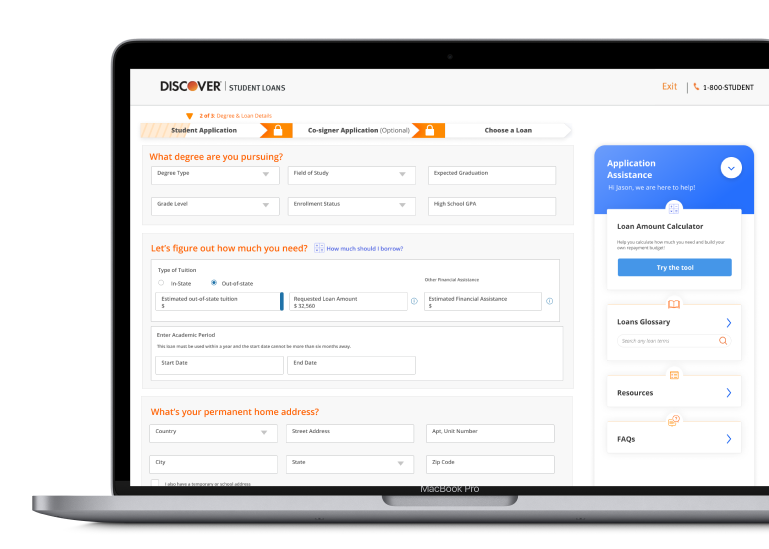 DISCOVER STUDENT LOANS
Exit 1-800-STUDENT
2 of 5: Degree & Loan Details
Student Application
Co-signer Application (Optional)
Choose a Loan
What degree are you pursuing?
Degree Type
Field of Study
Expected Graduation
Grade Level
Enrollment Status
High School GPA
Let's figure out how much you need?
How much should I borrow?
Type of Tuition
In-State
Out-of-state
Other Financial Assistance
Estimated out-of-state tuition
$
Requested Loan Amount
$ 32,560
Estimated Financial Assistance
$
Enter Academic Period
This loan must be used within a year and the start date cannot be more than six months away.
Start Date
End Date
What's your permanent home address?
Country
Street Address
Apt, Unit Number
City
State
Zip Code
I also have a temporary or school address
Application
Assistance
Hi Jason, we are here to help!
Loan Amount Calculator
Help you calculate how much you need and build your
own repayment budget!
Try the tool
Loans Glossary
Search any loan terms
Resources
FAQs
MacBook Pro